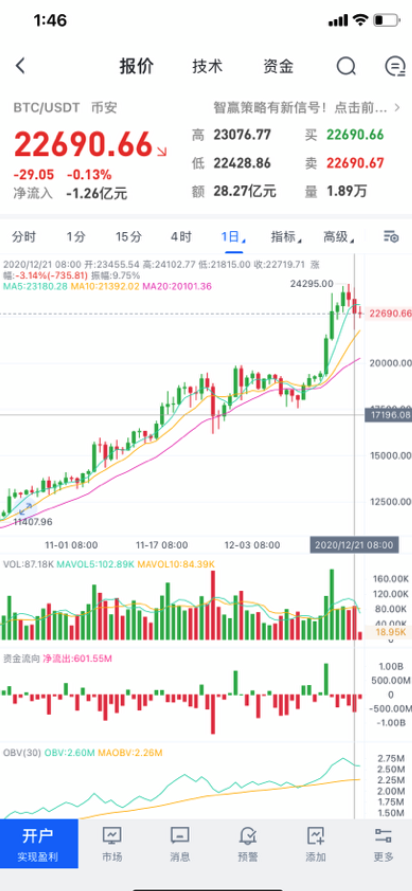 1:46
报价 技术 资金
BTC/USDT 币安 智赢策略有新信号！点击前...
22690.66 高 23076.77 买 22690.66
-29.05 -0.13% 低 22428.86 卖 22690.67
净流入 -1.26亿元 额 28.27亿元 量 1.89万
分时 1分 15分 4时 1日 指标 高级
2020/12/21 08:00 开:23455.54 高:24102.77 低:21815.00 收:22719.71 涨
幅:-3.14%(-735.81) 振幅:9.75%
MA5:23180.28 MA10:21392.02 MA20:20101.36
24295.00
22690.66
20000.00
17500.00
17196.08
15000.00
12500.00
11407.96
11-01 08:00 11-17 08:00 12-03 08:00 2020/12/21 08:00
VOL:87.18K MAVOL5:102.89K MAVOL10:84.39K
160.00K
120.00K
80.00K
40.00K
18.95K
资金流向 净流出:601.55M
1.00B
500.00M
0.00
-500.00M
-1.00B
OBV(30) OBV:2.60M MAOBV:2.26M
2.75M
2.50M
2.25M
2.00M
1.75M
1.50M
开户
实现盈利 市场 消息 预警 添加 更多